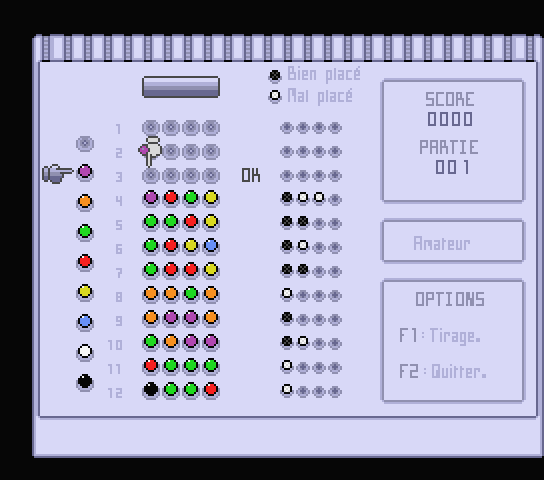 Bien placé
Mal placé
SCORE
0000
PARTIE
001
1
2
3
OK
4
5
6
7
8
9
10
11
12
Amateur
OPTIONS
F1:Tirage.
F2:Quitter.